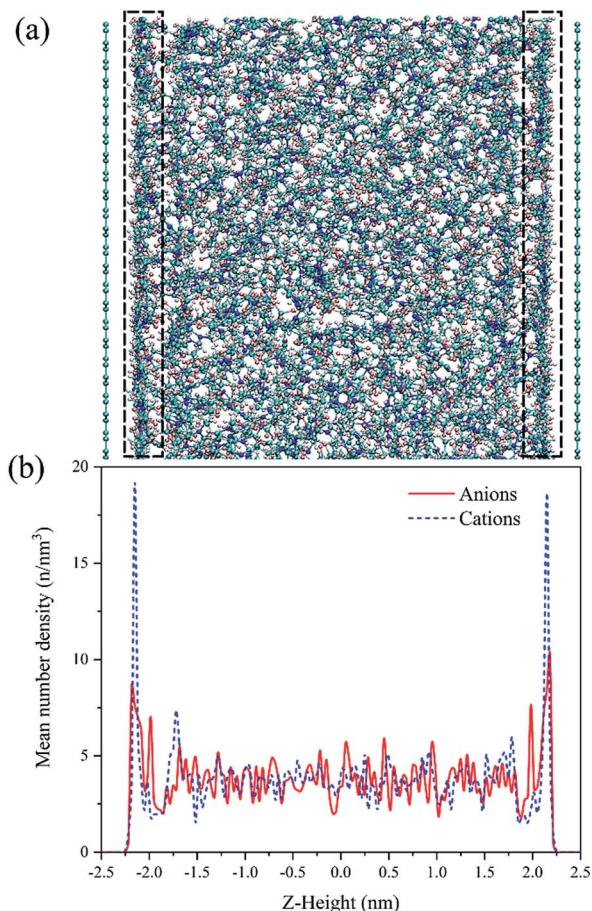 (a)
(b)
20
15
10
5
0
Mean number density (n/nm³)
Anions
Cations
-2.5 -2.0 -1.5 -1.0 -0.5 0.0 0.5 1.0 1.5 2.0 2.5
Z-Height (nm)